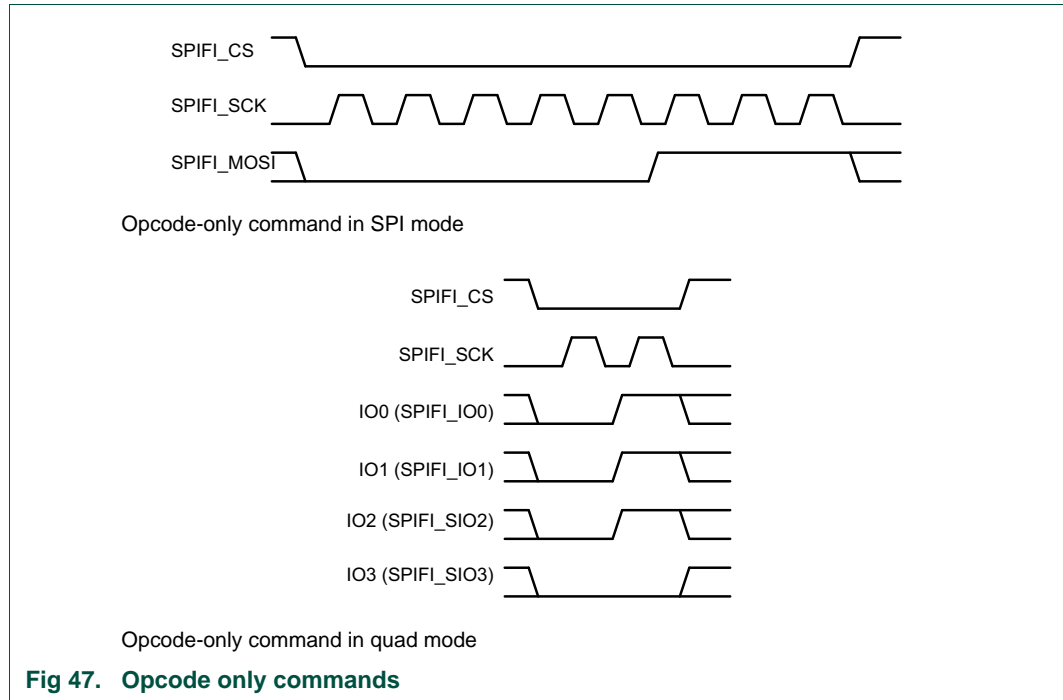 SPIFI_CS
SPIFI_SCK
SPIFI_MOSI
Opcode-only command in SPI mode
SPIFI_CS
SPIFI_SCK
IO0 (SPIFI_IO0)
IO1 (SPIFI_IO1)
IO2 (SPIFI_SIO2)
IO3 (SPIFI_SIO3)
Opcode-only command in quad mode
Fig 47. Opcode only commands